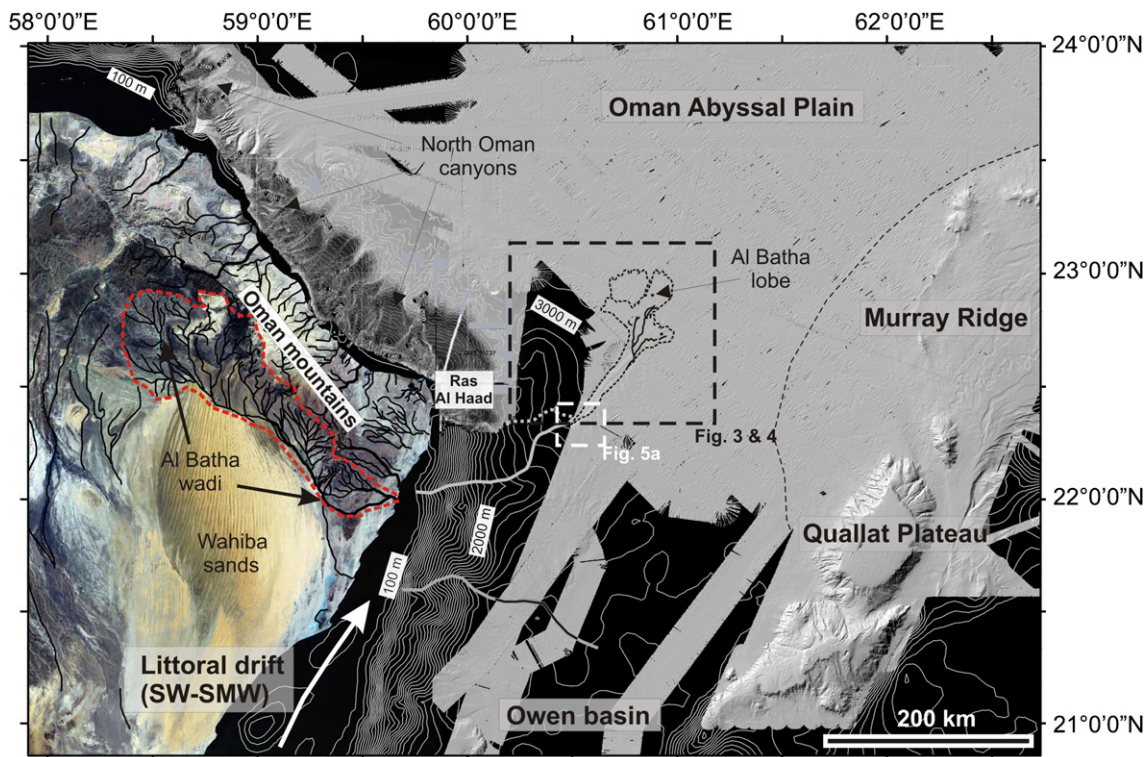 58°0'0"E
59°0'0"E
60°0'0"E
61°0'0"E
62°0'0"E
24°0'0"N
100 m
Oman Abyssal Plain
North Oman
canyons
Al Batha
lobe
23°0'0"N
3000 m
Murray Ridge
Oman mountains
Ras
Al Haad
Fig. 3 & 4
Fig. 5a
Al Batha
wadi
22°0'0"N
2000 m
Quallat Plateau
Wahiba
sands
100 m
Littoral drift
(SW-SMW)
Owen basin
200 km
21°0'0"N